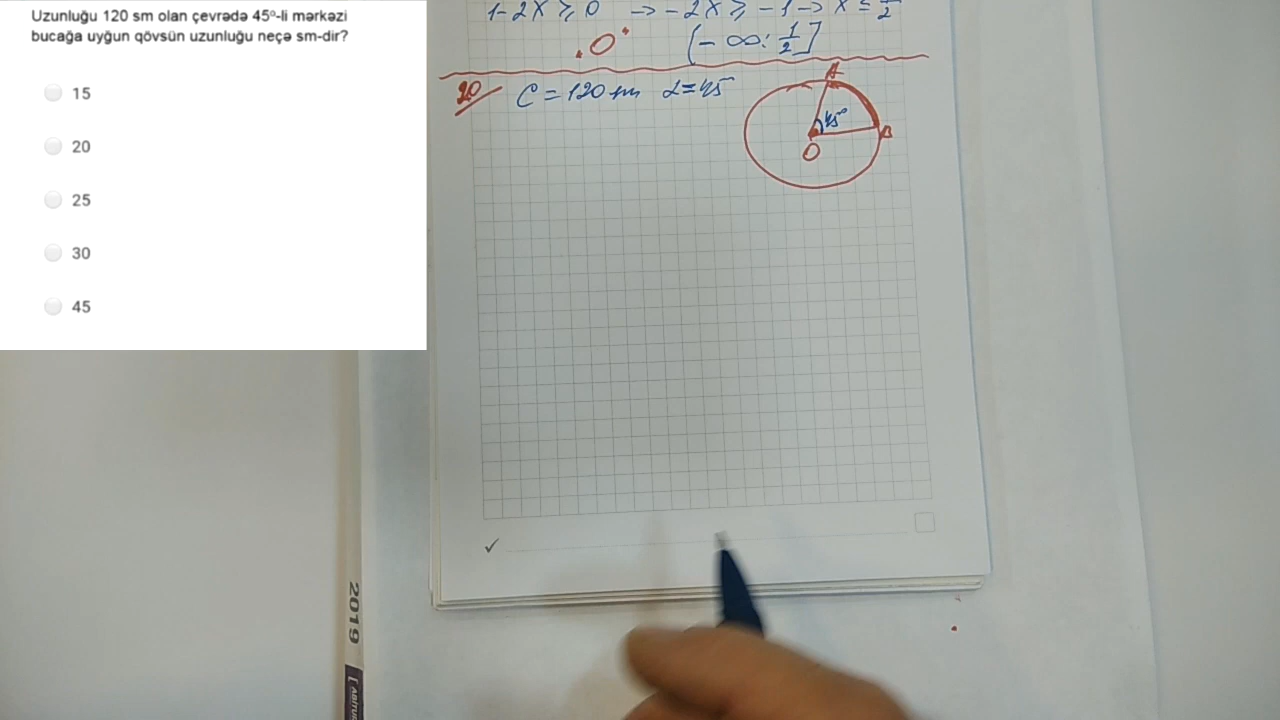 Uzunluğu 120 sm olan çevrədə 45º-li mərkəzi
bucağa uyğun qövsün uzunluğu neçə sm-dir?
15
20
25
30
45
1-2x ≥ 0 → -2x ≥ -1 → x ≤ 1/2
(-∞; 1/2]
20 C = 120 sm α = 45°
A
45°
B
O
✓
2019